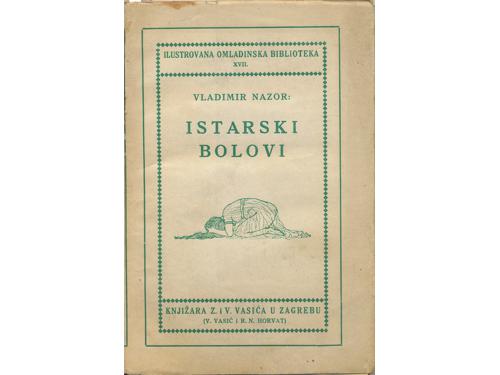 ILUSTROVANA OMLADINSKA BIBLIOTEKA
XVII.
VLADIMIR NAZOR:
ISTARSKI
BOLOVI
KNJIŽARA Z. i V. VASIĆA U ZAGREBU
(V. VASIĆ I R. N. HORVAT)